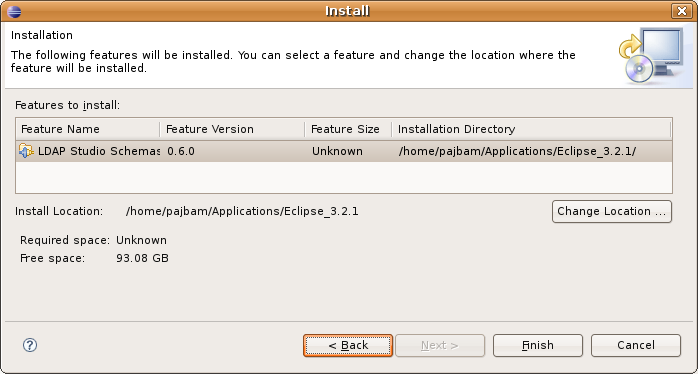 Install
Installation
The following features will be installed. You can select a feature and change the location where the
feature will be installed.
Features to install:
Feature Name Feature Version Feature Size Installation Directory
LDAP Studio Schemas 0.6.0 Unknown /home/pajbam/Applications/Eclipse_3.2.1/
Install Location: /home/pajbam/Applications/Eclipse_3.2.1
Change Location ...
Required space: Unknown
Free space: 93.08 GB
? < Back Next > Finish Cancel